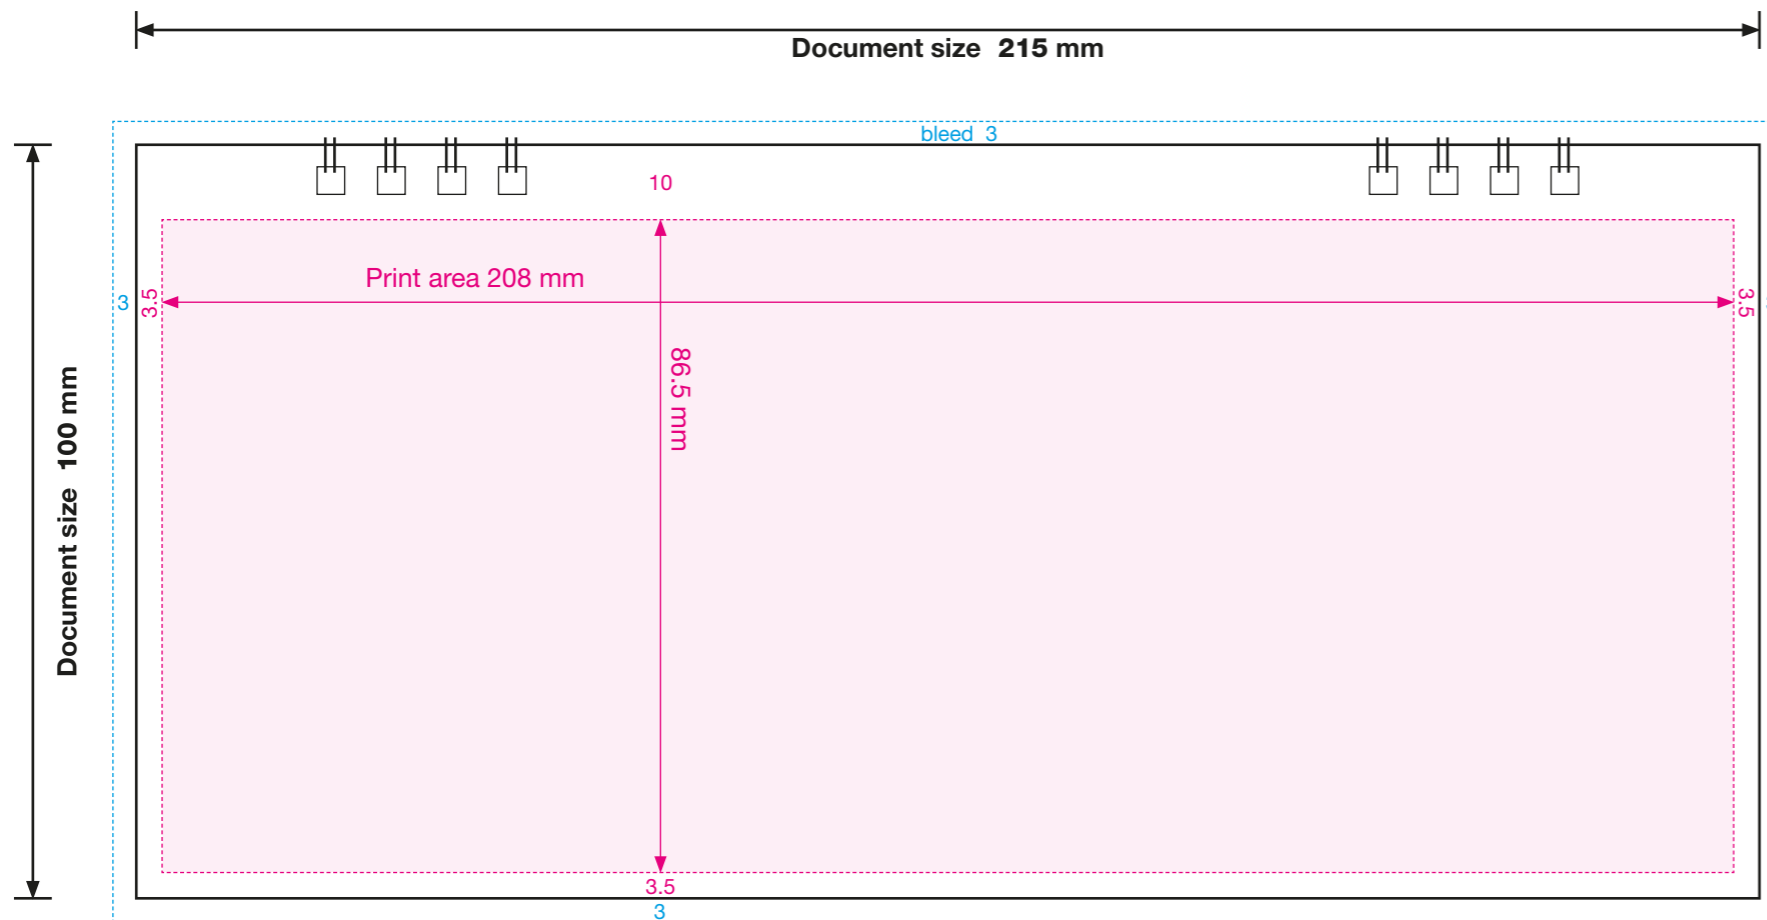 Document size 215 mm
bleed 3
10
Print area 208 mm
3
3.5
3.5
86.5 mm
Document size 100 mm
3.5
3